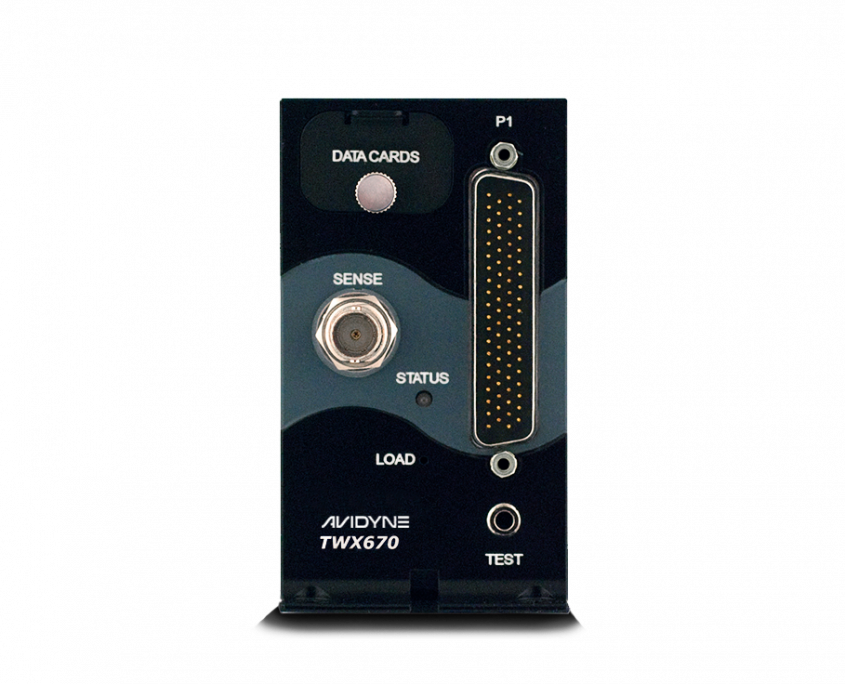 P1
DATA CARDS
SENSE
STATUS
LOAD
AVIDYNE
TWX670
TEST